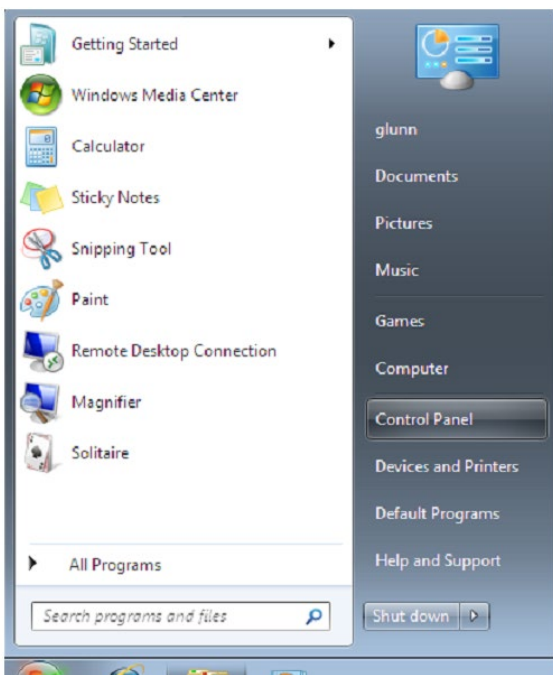 Getting Started
Windows Media Center
Calculator
Sticky Notes
Snipping Tool
Paint
Remote Desktop Connection
Magnifier
Solitaire
All Programs
Search programs and files
glunn
Documents
Pictures
Music
Games
Computer
Control Panel
Devices and Printers
Default Programs
Help and Support
Shut down